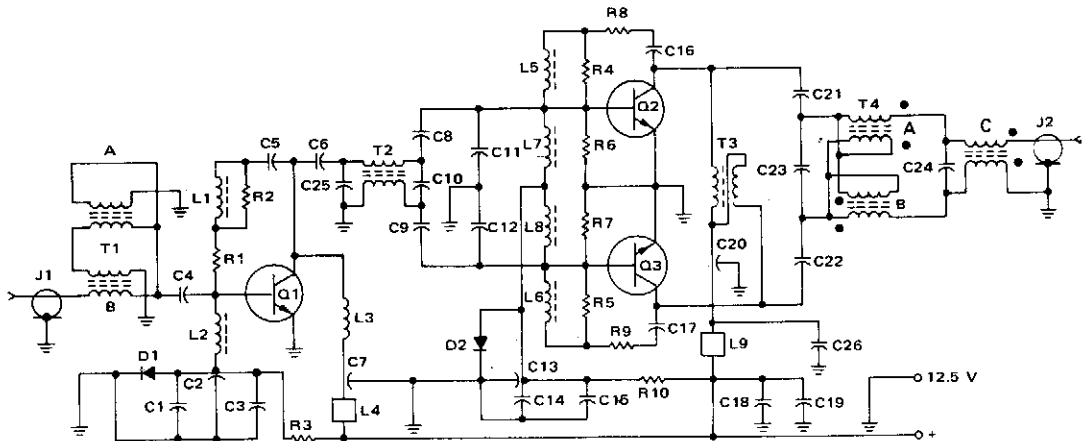 R8
C16
L5
R4
Q2
C21
T4
A
C
J2
T3
A
C5
C6
T2
C8
C11
L7
R6
C10
C23
C24
L1
R2
C25
B
T1
C9
C12
L8
R7
C20
J1
C4
R1
Q3
C22
B
Q1
L6
R5
L3
L2
D2
R9
C17
L9
D1
C7
C13
C26
C2
C1
C3
L4
C14
C15
R10
C18
C19
12.5 V
R3
+